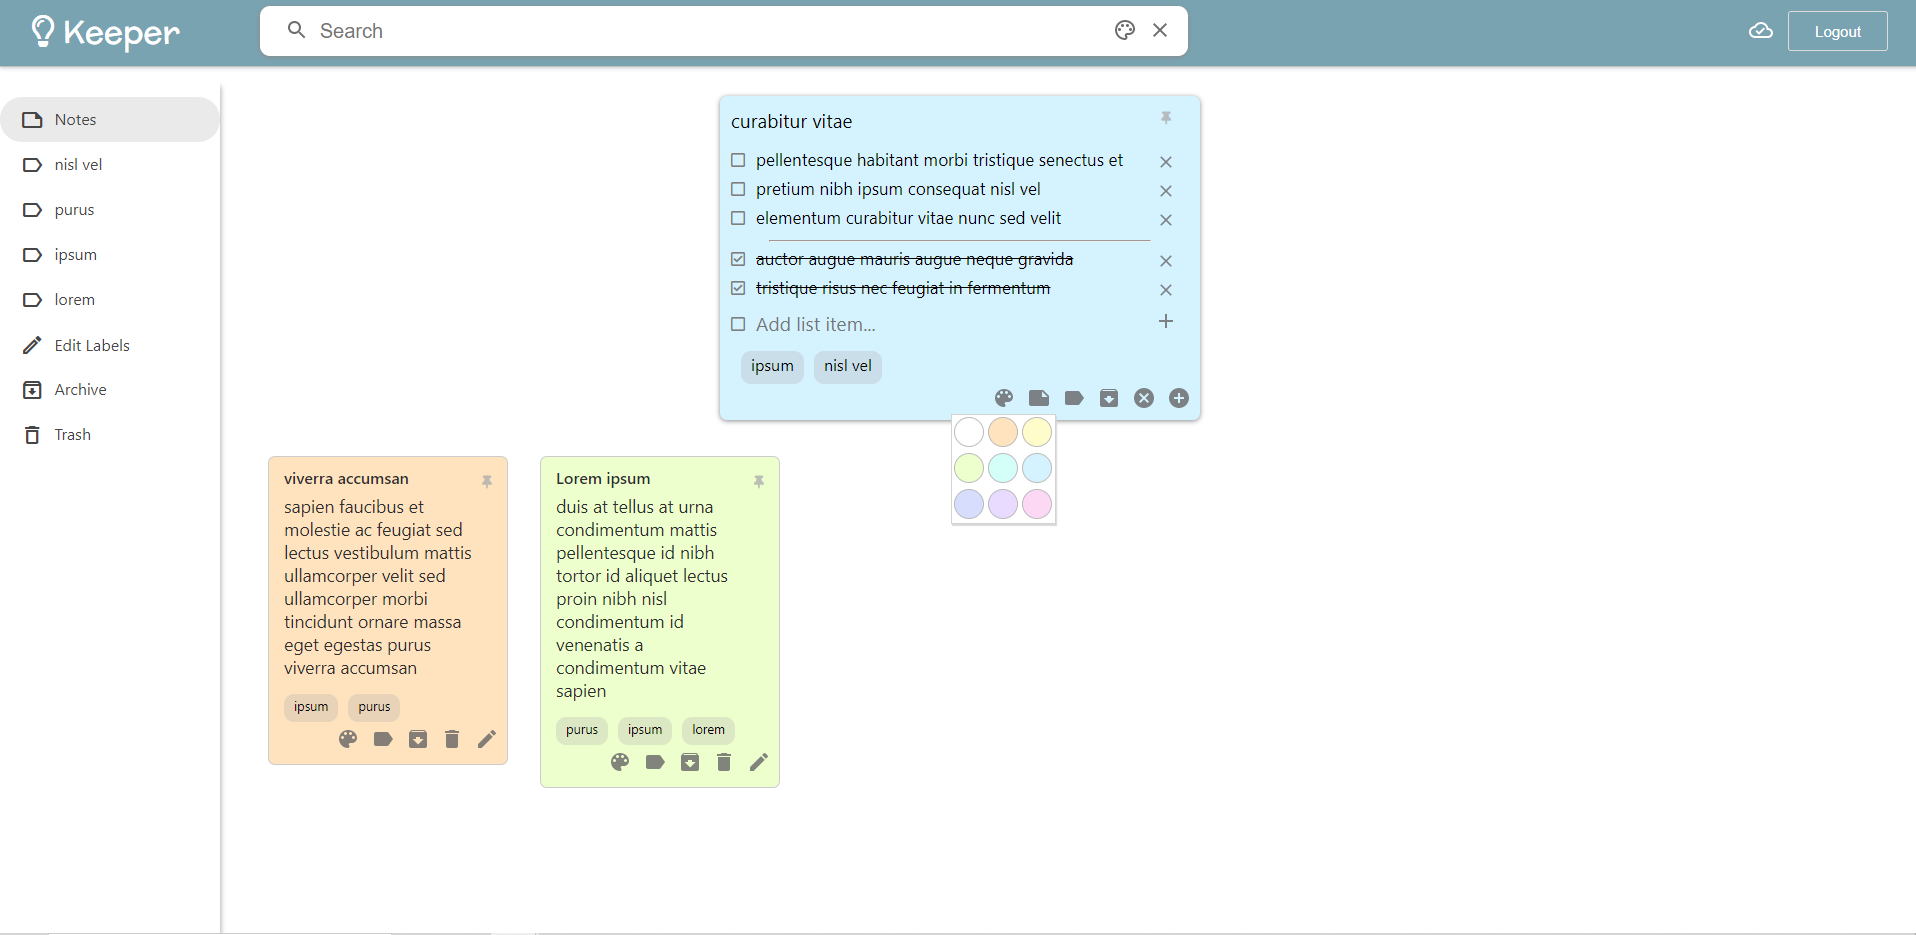 Keeper
Search
Logout
Notes
nisl vel
purus
ipsum
lorem
Edit Labels
Archive
Trash
curabitur vitae
pellentesque habitant morbi tristique senectus et
pretium nibh ipsum consequat nisl vel
elementum curabitur vitae nunc sed velit
auctor augue mauris augue neque gravida
tristique risus nec feugiat in fermentum
Add list item...
ipsum nisl vel
viverra accumsan
sapien faucibus et
molestie ac feugiat sed
lectus vestibulum mattis
ullamcorper velit sed
ullamcorper morbi
tincidunt ornare massa
eget egestas purus
viverra accumsan
ipsum purus
Lorem ipsum
duis at tellus at urna
condimentum mattis
pellentesque id nibh
tortor id aliquet lectus
proin nibh nisl
condimentum id
venenatis a
condimentum vitae
sapien
purus ipsum lorem